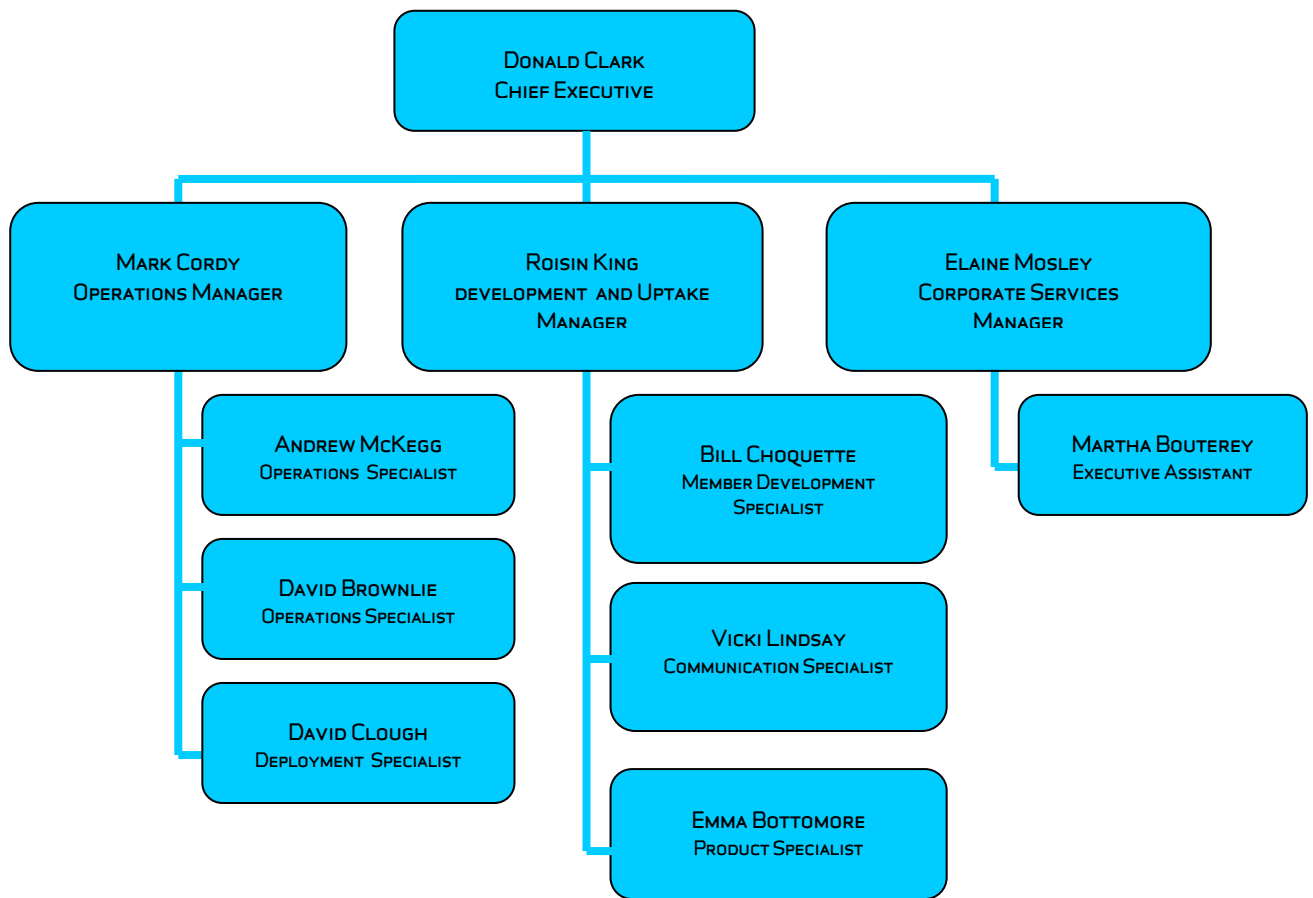 Donald Clark
Chief Executive
Mark Cordy
Operations Manager
Roisin King
development and Uptake
Manager
Elaine Mosley
Corporate Services
Manager
Andrew McKegg
Operations Specialist
David Brownlie
Operations Specialist
David Clough
Deployment Specialist
Bill Choquette
Member Development
Specialist
Vicki Lindsay
Communication Specialist
Emma Bottomore
Product Specialist
Martha Bouterey
Executive Assistant